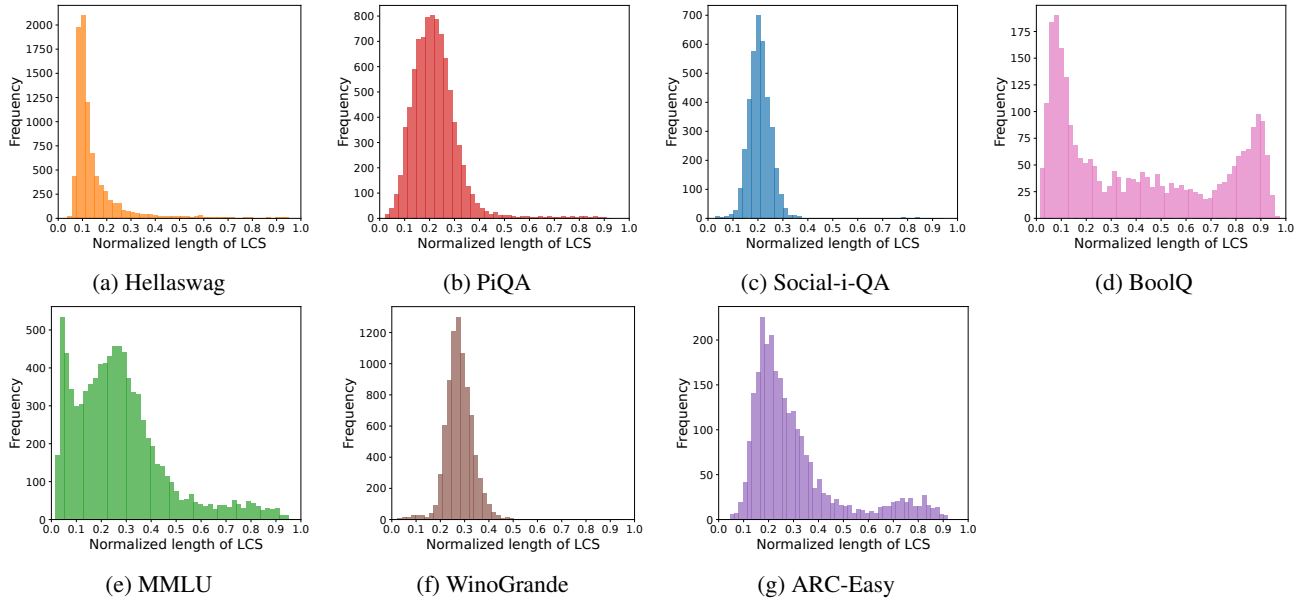 2000
1750
1500
1250
1000
750
500
250
0
Frequency
0.0 0.1 0.2 0.3 0.4 0.5 0.6 0.7 0.8 0.9 1.0
Normalized length of LCS
(a) Hellaswag
800
700
600
500
400
300
200
100
0
Frequency
0.0 0.1 0.2 0.3 0.4 0.5 0.6 0.7 0.8 0.9 1.0
Normalized length of LCS
(b) PiQA
700
600
500
400
300
200
100
0
Frequency
0.0 0.1 0.2 0.3 0.4 0.5 0.6 0.7 0.8 0.9 1.0
Normalized length of LCS
(c) Social-i-QA
175
150
125
100
75
50
25
0
Frequency
0.0 0.1 0.2 0.3 0.4 0.5 0.6 0.7 0.8 0.9 1.0
Normalized length of LCS
(d) BoolQ
500
400
300
200
100
0
Frequency
0.0 0.1 0.2 0.3 0.4 0.5 0.6 0.7 0.8 0.9 1.0
Normalized length of LCS
(e) MMLU
1200
1000
800
600
400
200
0
Frequency
0.0 0.1 0.2 0.3 0.4 0.5 0.6 0.7 0.8 0.9 1.0
Normalized length of LCS
(f) WinoGrande
200
150
100
50
0
Frequency
0.0 0.1 0.2 0.3 0.4 0.5 0.6 0.7 0.8 0.9 1.0
Normalized length of LCS
(g) ARC-Easy